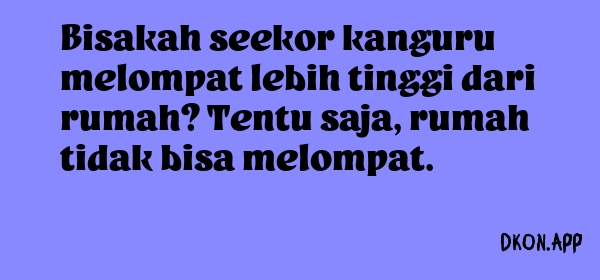 Bisakah seekor kanguru
melompat lebih tinggi dari
rumah? Tentu saja, rumah
tidak bisa melompat.
DKON.APP